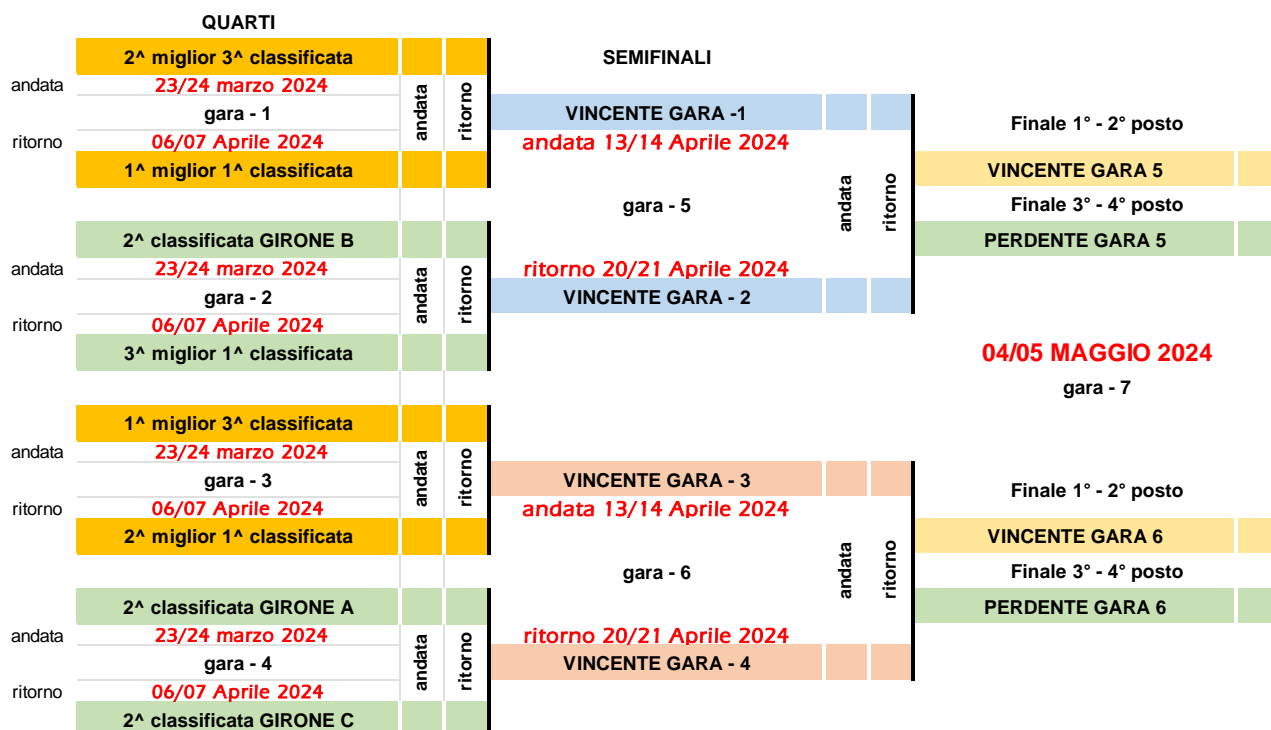 QUARTI
2^ miglior 3^ classificata
andata
23/24 marzo 2024
gara - 1
ritorno
06/07 Aprile 2024
1^ miglior 1^ classificata
andata
ritorno
2^ classificata GIRONE B
andata
23/24 marzo 2024
gara - 2
ritorno
06/07 Aprile 2024
3^ miglior 1^ classificata
andata
ritorno
1^ miglior 3^ classificata
andata
23/24 marzo 2024
gara - 3
ritorno
06/07 Aprile 2024
2^ miglior 1^ classificata
andata
ritorno
2^ classificata GIRONE A
andata
23/24 marzo 2024
gara - 4
ritorno
06/07 Aprile 2024
2^ classificata GIRONE C
andata
ritorno
SEMIFINALI
VINCENTE GARA -1
andata 13/14 Aprile 2024
gara - 5
ritorno 20/21 Aprile 2024
VINCENTE GARA - 2
andata
ritorno
VINCENTE GARA - 3
andata 13/14 Aprile 2024
gara - 6
ritorno 20/21 Aprile 2024
VINCENTE GARA - 4
andata
ritorno
Finale 1° - 2° posto
VINCENTE GARA 5
Finale 3° - 4° posto
PERDENTE GARA 5
04/05 MAGGIO 2024
gara - 7
Finale 1° - 2° posto
VINCENTE GARA 6
Finale 3° - 4° posto
PERDENTE GARA 6